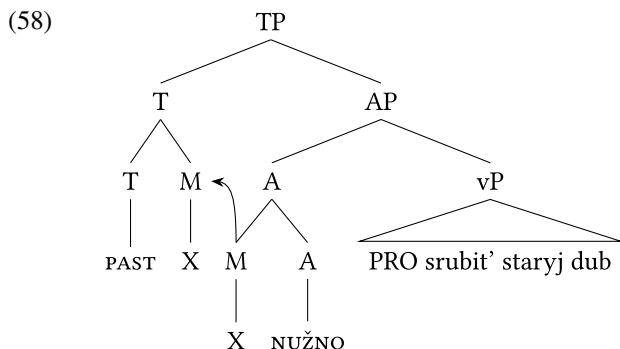 (58) TP
T AP
T M A vP
PAST X M A PRO srubit' staryj dub
X NUŽNO